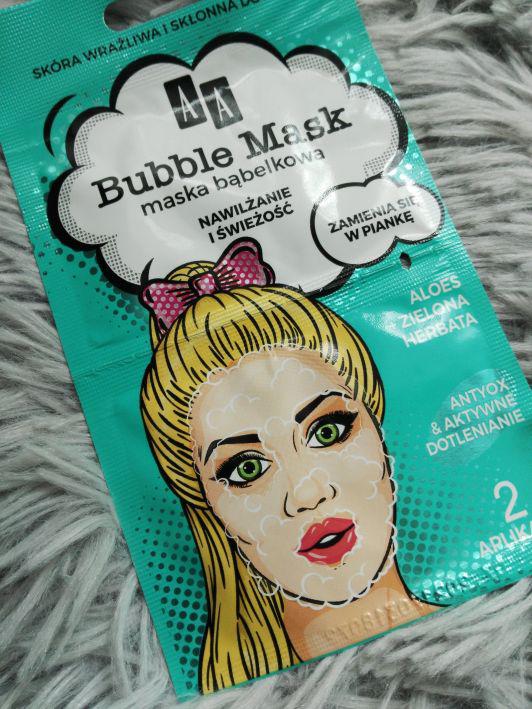 SKÓRA WRAŻLIWA I SKŁONNA DO
AA
Bubble Mask
maska bąbelkowa
NAWILŻANIE
I ŚWIEŻOŚĆ
ZAMIENIA SIĘ
W PIANKĘ
ALOES
ZIELONA
HERBATA
ANTYOX
& AKTYWNE
DOTLENIANIE
2